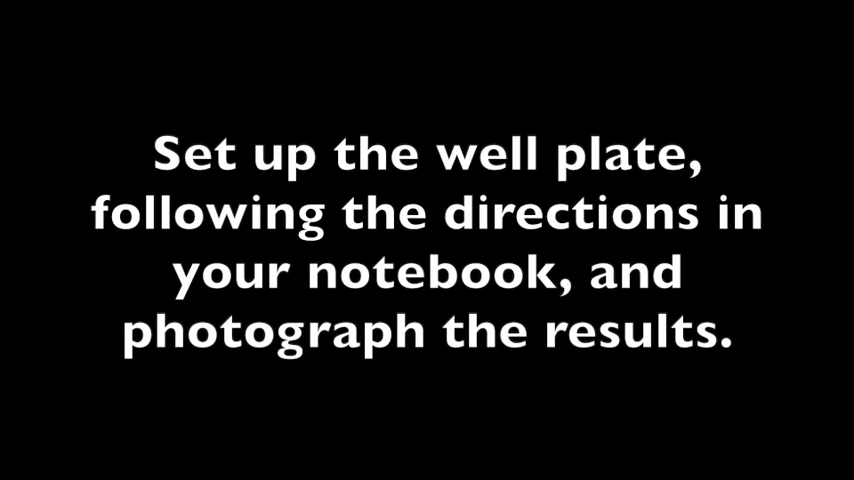 Set up the well plate,
following the directions in
your notebook, and
photograph the results.